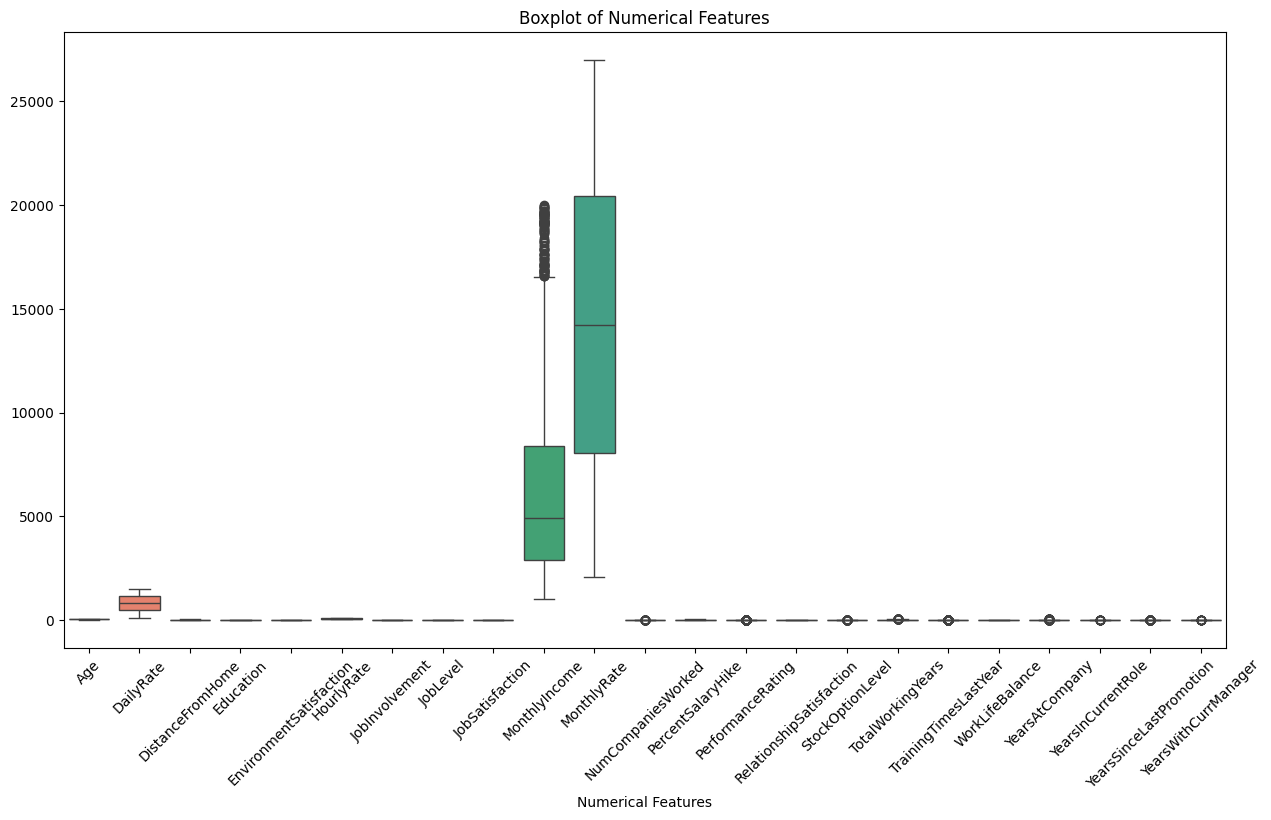 Boxplot of Numerical Features
25000
20000
15000
10000
5000
0
Age
DailyRate
DistanceFromHome
Education
EnvironmentSatisfaction
HourlyRate
JobInvolvement
JobLevel
JobSatisfaction
MonthlyIncome
MonthlyRate
NumCompaniesWorked
PercentSalaryHike
PerformanceRating
RelationshipSatisfaction
StockOptionLevel
TotalWorkingYears
TrainingTimesLastYear
WorkLifeBalance
YearsAtCompany
YearsInCurrentRole
YearsSinceLastPromotion
YearsWithCurrManager
Numerical Features